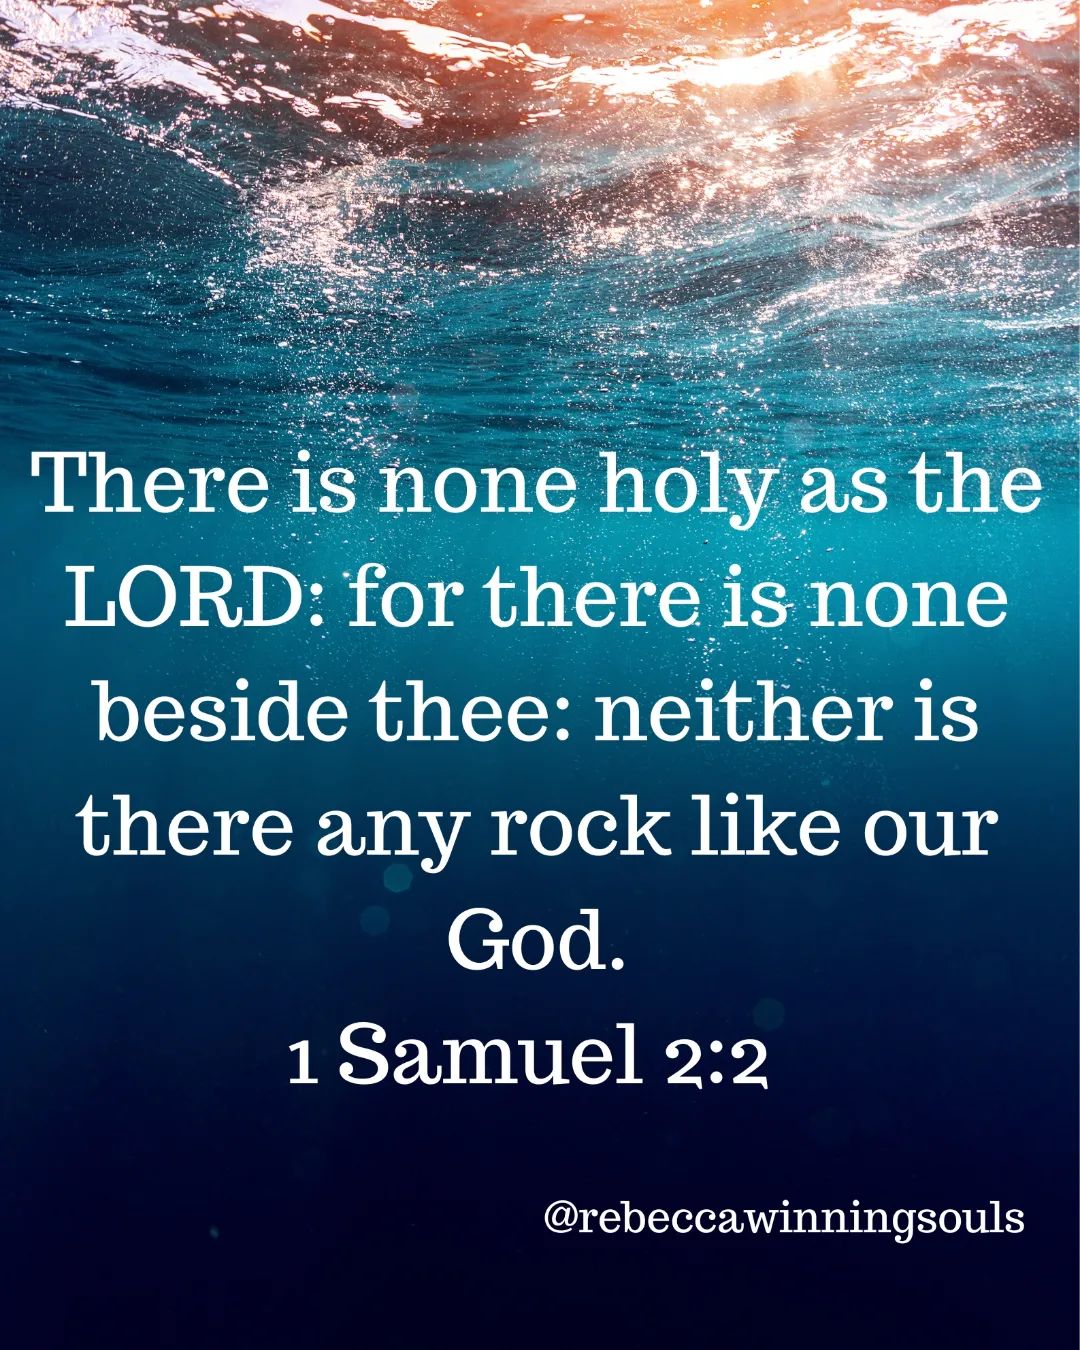 There is none holy as the
LORD: for there is none
beside thee: neither is
there any rock like our
God.
1 Samuel 2:2
@rebeccawinningsouls